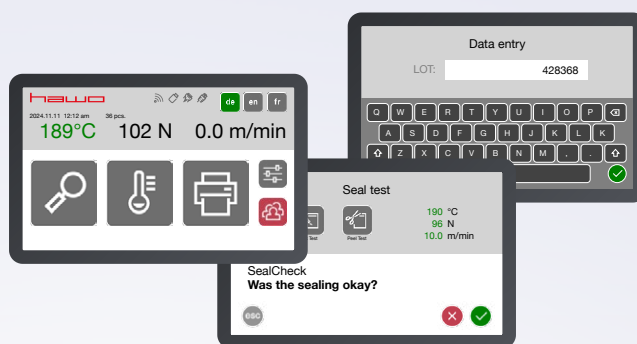 hawo
de en fr
2024.11.11 12:12 am 36 pcs.
189°C 102 N 0.0 m/min
Data entry
LOT: 428368
Q W E R T Y U I O P
A S D F G H J K L K
Z X C V B N M , .
Seal test
Test
Peel Test
190 °C
96 N
10.0 m/min
SealCheck
Was the sealing okay?
esc